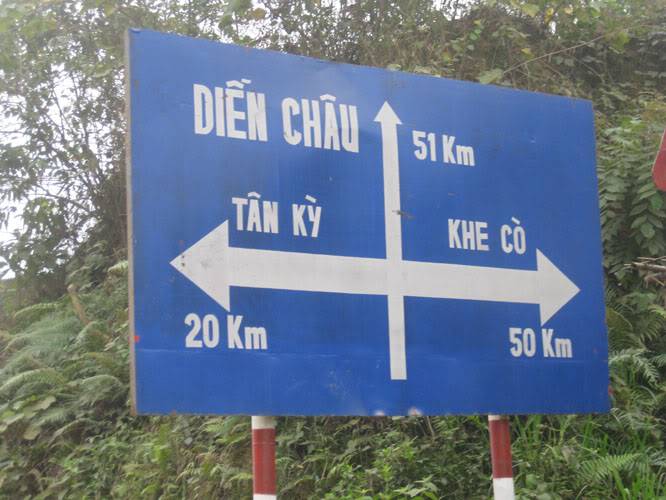 DIỄN CHÂU
51 Km
TÂN KỲ
KHE CÒ
20 Km
50 Km